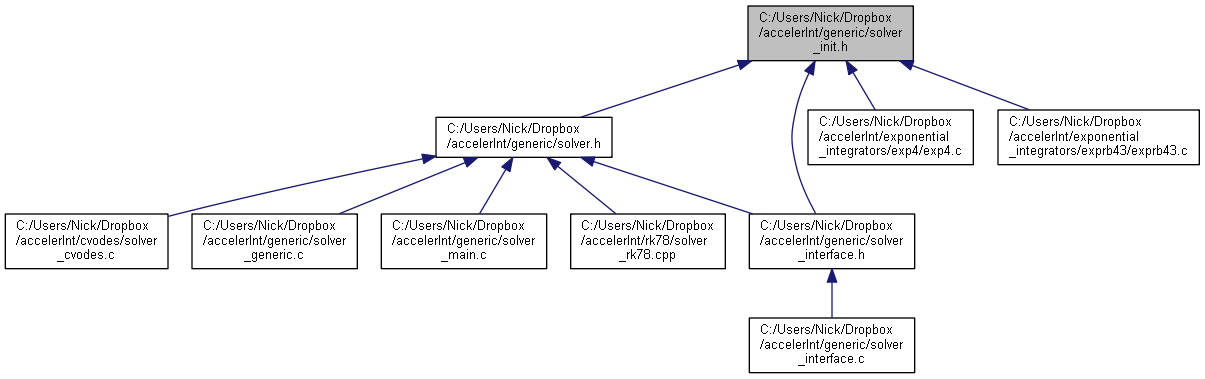 C:/Users/Nick/Dropbox
/accelerInt/generic/solver
_init.h
C:/Users/Nick/Dropbox
/accelerInt/generic/solver.h
C:/Users/Nick/Dropbox
/accelerInt/exponential
_integrators/exp4/exp4.c
C:/Users/Nick/Dropbox
/accelerInt/exponential
_integrators/exprb43/exprb43.c
C:/Users/Nick/Dropbox
/accelerInt/cvodes/solver
_cvodes.c
C:/Users/Nick/Dropbox
/accelerInt/generic/solver
_generic.c
C:/Users/Nick/Dropbox
/accelerInt/generic/solver
_main.c
C:/Users/Nick/Dropbox
/accelerInt/rk78/solver
_rk78.cpp
C:/Users/Nick/Dropbox
/accelerInt/generic/solver
_interface.h
C:/Users/Nick/Dropbox
/accelerInt/generic/solver
_interface.c